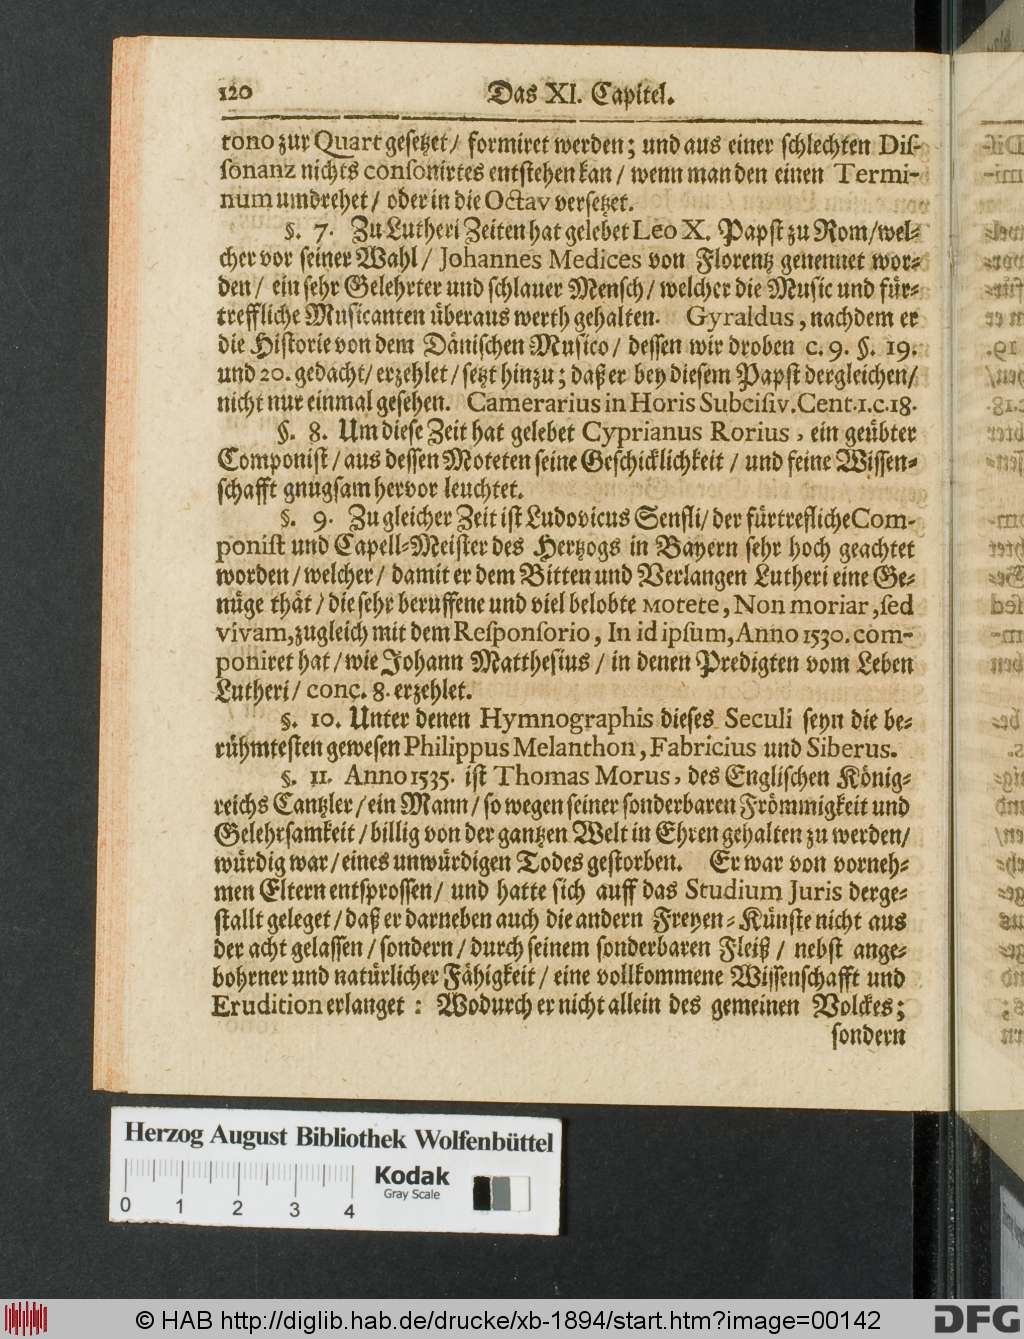 120 Das XI. Capitel.
tono zur Quart gesetzet/ formiret werden; und aus einer schlechten Dis-
sonanz nichts consonirtes entstehen kan/ wenn man den einen Termi-
num umdrehet/ oder in die Octav versetzet.
§. 7. Zu Lutheri Zeiten hat gelebet Leo X. Papst zu Rom/wel-
cher vor seiner Wahl/ Johannes Medices von Florentz genennet wor-
den/ ein sehr Gelehrter und schlauer Mensch/ welcher die Music und für-
treffliche Musicanten überaus werth gehalten. Gyraldus, nachdem er
die Historie von dem Dänischen Musico/ dessen wir droben c. 9. §. 19.
und 20. gedacht/ erzehlet/ setzt hinzu; daß er bey diesem Papst dergleichen/
nicht nur einmal gesehen. Camerarius in Horis Subcisiv. Cent. 1. c. 18.
§. 8. Um diese Zeit hat gelebet Cyprianus Rorius, ein geübter
Componist/ aus dessen Moteten seine Geschicklichkeit/ und feine Wissen-
schafft gnugsam hervor leuchtet.
§. 9. Zu gleicher Zeit ist Ludovicus Sensli/ der fürtrefliche Com-
ponist und Capell-Meister des Hertzogs in Bayern sehr hoch geachtet
worden/ welcher/ damit er dem Bitten und Verlangen Lutheri eine Ge-
nüge thät/ die sehr beruffene und viel belobte Motete, Non moriar, sed
vivam, zugleich mit dem Responsorio, In id ipsum, Anno 1530. com-
poniret hat/ wie Johann Matthesius/ in denen Predigten vom Leben
Lutheri/ conc. 8. erzehlet.
§. 10. Unter denen Hymnographis dieses Seculi seyn die be-
rühmtesten gewesen Philippus Melanthon, Fabricius und Siberus.
§. 11. Anno 1535. ist Thomas Morus, des Englischen König-
reichs Cantzler/ ein Mann/ so wegen seiner sonderbaren Frömmigkeit und
Gelehrsamkeit/ billig von der gantzen Welt in Ehren gehalten zu werden/
würdig war/ eines unwürdigen Todes gestorben. Er war von vorneh-
men Eltern entsprossen/ und hatte sich auff das Studium Juris derge-
stallt geleget/ daß er darneben auch die andern Freyen-Künste nicht aus
der acht gelassen/ sondern/ durch seinem sonderbaren Fleiß/ nebst ange-
bohrner und natürlicher Fähigkeit/ eine vollkommene Wissenschafft und
Erudition erlanget: Wodurch er nicht allein des gemeinen Volckes;
sondern
Herzog August Bibliothek Wolfenbüttel
Kodak
Gray Scale
0 1 2 3 4
© HAB http://diglib.hab.de/drucke/xb-1894/start.htm?image=00142
DFG